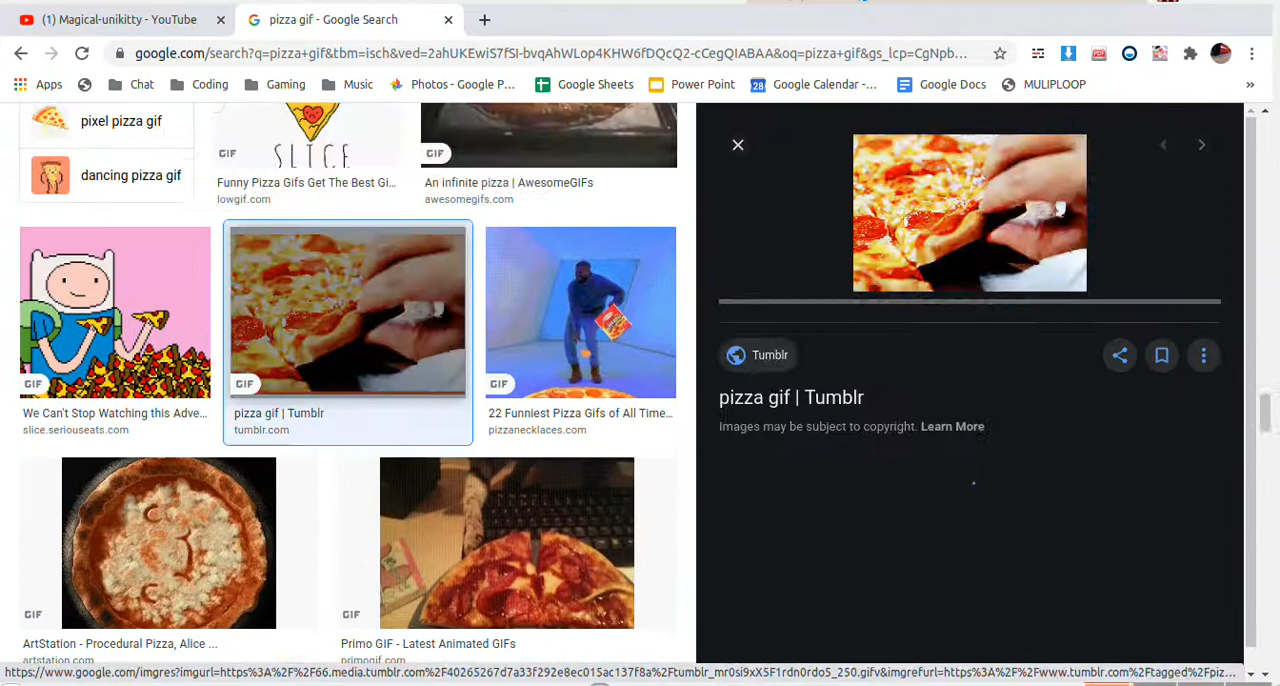 (1) Magical-unikitty - YouTube
pizza gif - Google Search
google.com/search?q=pizza+gif&tbm=isch&ved=2ahUKEwiS7fSI-bvqAhWLop4KHW6fDQcQ2-cCegQIABAA&oq=pizza+gif&gs_lcp=CgNpb...
Apps
Chat
Coding
Gaming
Music
Photos - Google P...
Google Sheets
Power Point
28
Google Calendar -...
Google Docs
MULIPLOOP
»
pixel pizza gif
dancing pizza gif
SLICE
GIF
Funny Pizza Gifs Get The Best Gi...
lowgif.com
GIF
An infinite pizza | AwesomeGIFs
awesomegifs.com
GIF
We Can't Stop Watching this Adve...
slice.seriouseats.com
GIF
pizza gif | Tumblr
tumblr.com
GIF
22 Funniest Pizza Gifs of All Time...
pizzanecklaces.com
GIF
ArtStation - Procedural Pizza, Alice ...
artstation.com
GIF
Primo GIF - Latest Animated GIFs
primogif.com
Tumblr
pizza gif | Tumblr
Images may be subject to copyright. Learn More
https://www.google.com/imgres?imgurl=https%3A%2F%2F66.media.tumblr.com%2F40265267d7a33f292e8ec015ac137f8a%2Ftumblr_mr0si9xX5F1rdn0rdo5_250.gifv&imgrefurl=https%3A%2F%2Fwww.tumblr.com%2Ftagged%2Fpiz...